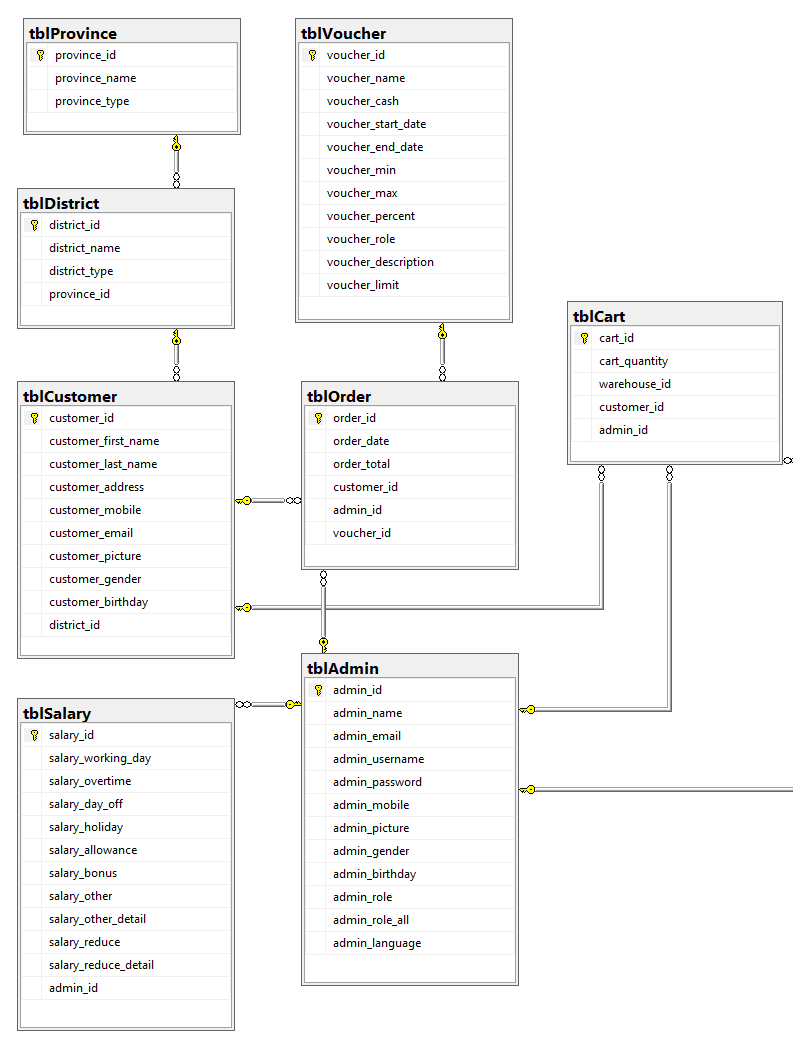 tblProvince
province_id
province_name
province_type
tblVoucher
voucher_id
voucher_name
voucher_cash
voucher_start_date
voucher_end_date
voucher_min
voucher_max
voucher_percent
voucher_role
voucher_description
voucher_limit
tblDistrict
district_id
district_name
district_type
province_id
tblCart
cart_id
cart_quantity
warehouse_id
customer_id
admin_id
tblCustomer
customer_id
customer_first_name
customer_last_name
customer_address
customer_mobile
customer_email
customer_picture
customer_gender
customer_birthday
district_id
tblOrder
order_id
order_date
order_total
customer_id
admin_id
voucher_id
tblAdmin
admin_id
admin_name
admin_email
admin_username
admin_password
admin_mobile
admin_picture
admin_gender
admin_birthday
admin_role
admin_role_all
admin_language
tblSalary
salary_id
salary_working_day
salary_overtime
salary_day_off
salary_holiday
salary_allowance
salary_bonus
salary_other
salary_other_detail
salary_reduce
salary_reduce_detail
admin_id